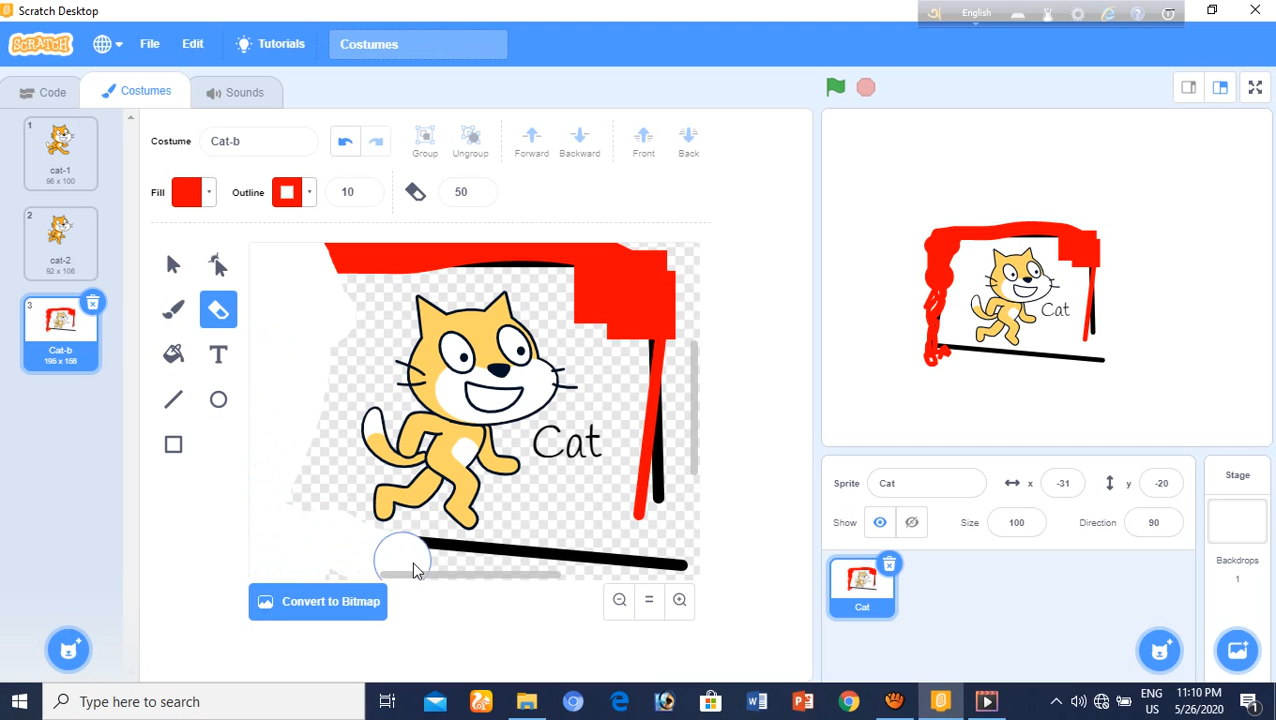 Scratch Desktop
English
SCRATCH File Edit Tutorials Costumes
Code Costumes Sounds
1
cat-1
96 x 100
2
cat-2
92 x 106
3
Cat-b
195 x 156
Costume Cat-b
Group Ungroup Forward Backward Front Back
Fill Outline 10 50
T
Cat
Convert to Bitmap
Cat
Sprite Cat x -31 y -20
Show Size 100 Direction 90
Cat
Stage
Backdrops
1
Type here to search
ENG
US
11:10 PM
5/26/2020
1